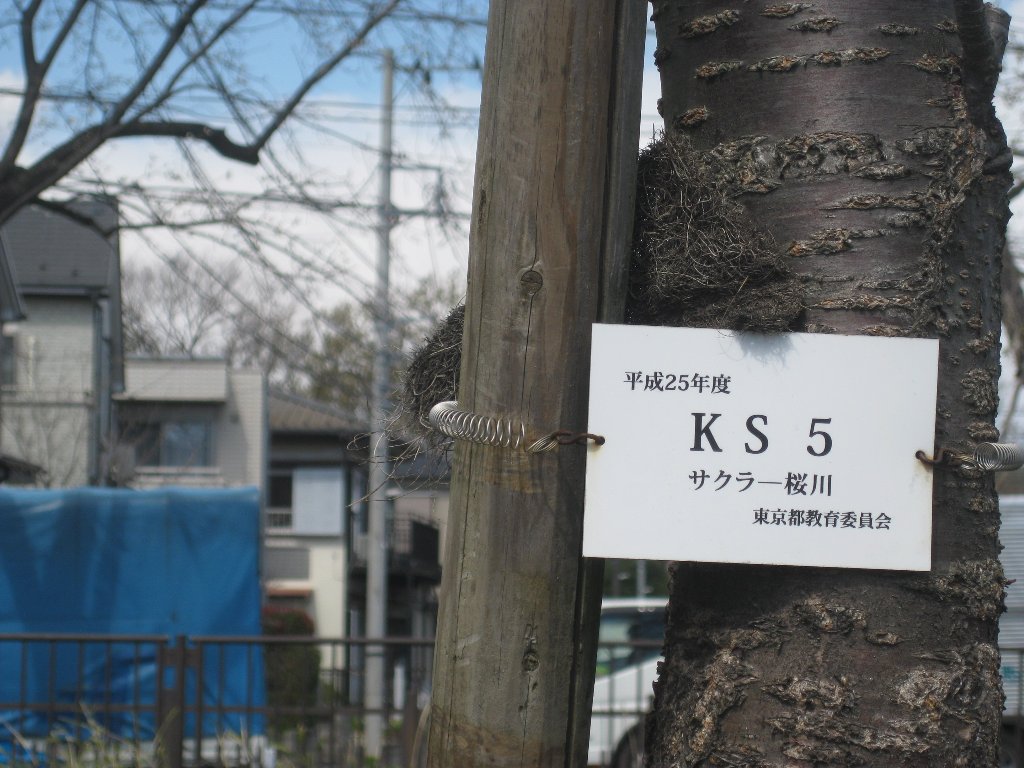 平成25年度
KS 5
サクラ―桜川
東京都教育委員会